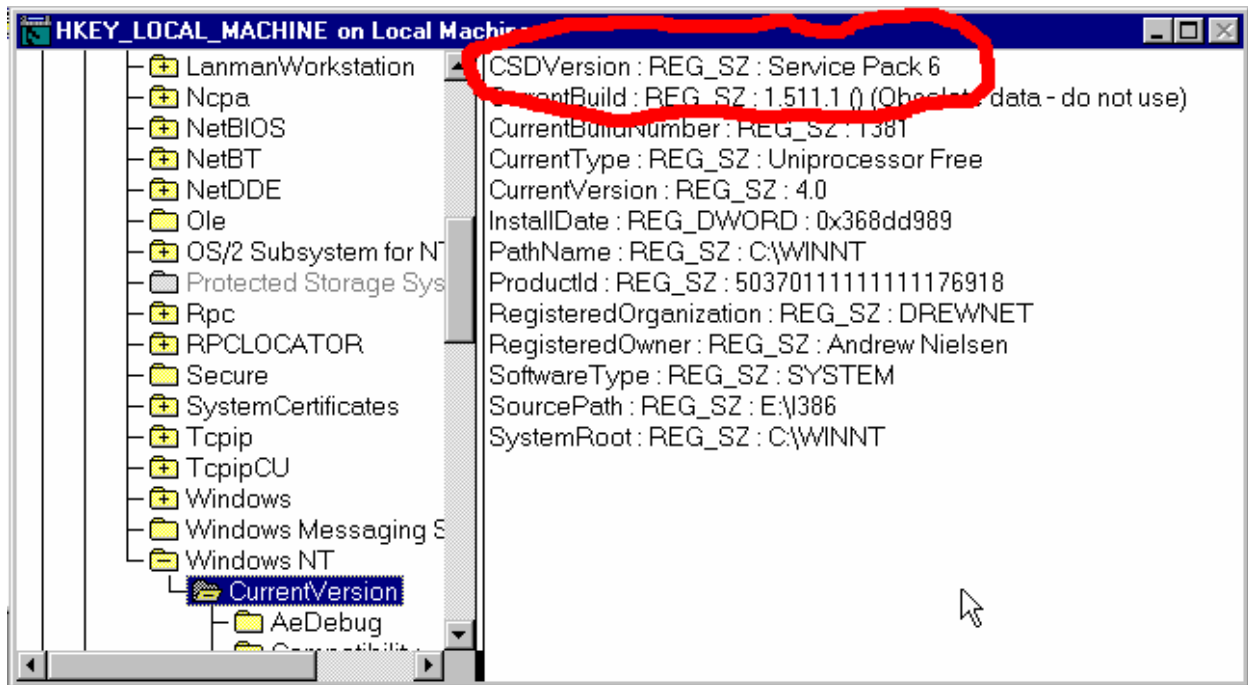 HKEY_LOCAL_MACHINE on Local Machine
LanmanWorkstation
Ncpa
NetBIOS
NetBT
NetDDE
Ole
OS/2 Subsystem for NT
Protected Storage Sys
Rpc
RPCLOCATOR
Secure
SystemCertificates
Tcpip
TcpipCU
Windows
Windows Messaging S
Windows NT
CurrentVersion
AeDebug
Compatibility
CSDVersion : REG_SZ : Service Pack 6
CurrentBuild : REG_SZ : 1.511.1 () (Obsolete data - do not use)
CurrentBuildNumber : REG_SZ : 1381
CurrentType : REG_SZ : Uniprocessor Free
CurrentVersion : REG_SZ : 4.0
InstallDate : REG_DWORD : 0x368dd989
PathName : REG_SZ : C:\WINNT
ProductId : REG_SZ : 50370111111111176918
RegisteredOrganization : REG_SZ : DREWNET
RegisteredOwner : REG_SZ : Andrew Nielsen
SoftwareType : REG_SZ : SYSTEM
SourcePath : REG_SZ : E:\I386
SystemRoot : REG_SZ : C:\WINNT